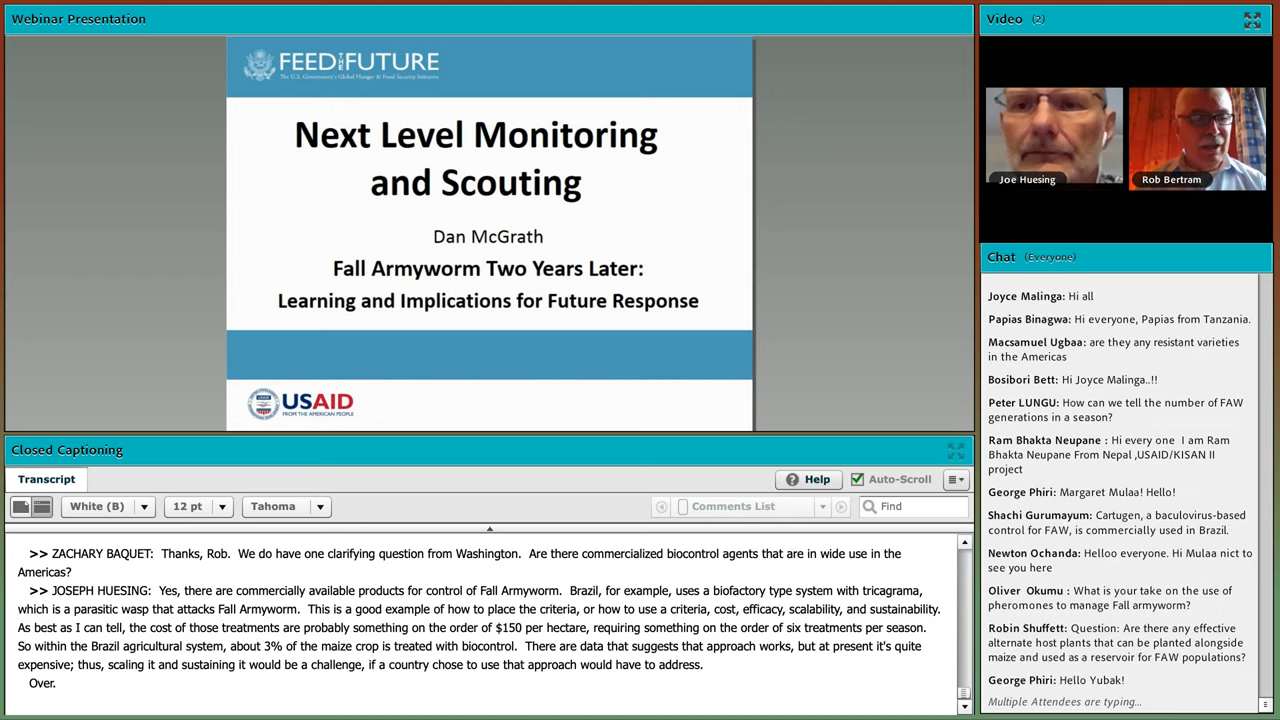 Webinar Presentation
FEED THE FUTURE
The U.S. Government's Global Hunger & Food Security Initiative
Next Level Monitoring
and Scouting
Dan McGrath
Fall Armyworm Two Years Later:
Learning and Implications for Future Response
USAID
FROM THE AMERICAN PEOPLE
Closed Captioning
Transcript
Help
Auto-Scroll
White (B)
12 pt
Tahoma
Comments List
Find
>> ZACHARY BAQUET: Thanks, Rob. We do have one clarifying question from Washington. Are there commercialized biocontrol agents that are in wide use in the
Americas?
>> JOSEPH HUESING: Yes, there are commercially available products for control of Fall Armyworm. Brazil, for example, uses a biofactory type system with tricagrama,
which is a parasitic wasp that attacks Fall Armyworm. This is a good example of how to place the criteria, or how to use a criteria, cost, efficacy, scalability, and sustainability.
As best as I can tell, the cost of those treatments are probably something on the order of $150 per hectare, requiring something on the order of six treatments per season.
So within the Brazil agricultural system, about 3% of the maize crop is treated with biocontrol. There are data that suggests that approach works, but at present it's quite
expensive; thus, scaling it and sustaining it would be a challenge, if a country chose to use that approach would have to address.
Over.
Video (2)
Joe Huesing
Rob Bertram
Chat (Everyone)
Joyce Malinga: Hi all
Papias Binagwa: Hi everyone, Papias from Tanzania.
Macsamuel Ugbaa: are they any resistant varieties
in the Americas
Bosibori Bett: Hi Joyce Malinga..!!
Peter LUNGU: How can we tell the number of FAW
generations in a season?
Ram Bhakta Neupane : Hi every one I am Ram
Bhakta Neupane From Nepal ,USAID/KISAN II
project
George Phiri: Margaret Mulaa! Hello!
Shachi Gurumayum: Cartugen, a baculovirus-based
control for FAW, is commercially used in Brazil.
Newton Ochanda: Helloo everyone. Hi Mulaa nict to
see you here
Oliver Okumu : What is your take on the use of
pheromones to manage Fall armyworm?
Robin Shuffett: Question: Are there any effective
alternate host plants that can be planted alongside
maize and used as a reservoir for FAW populations?
George Phiri: Hello Yubak!
Multiple Attendees are typing...